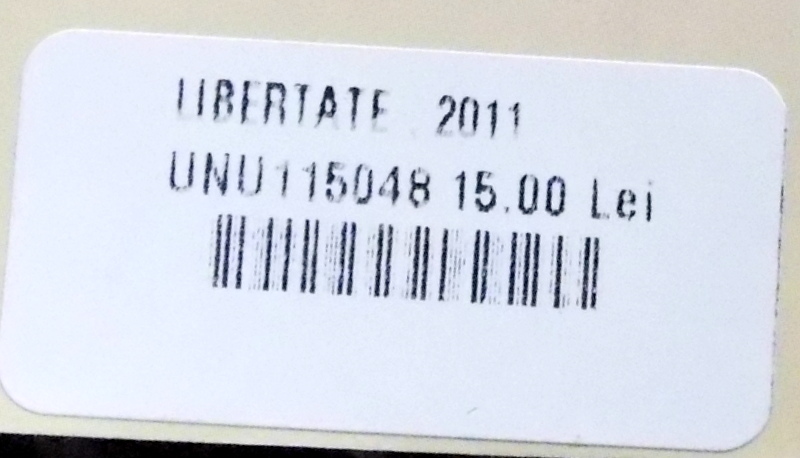 LIBERTATE . 2011
UNU115048 15.00 Lei